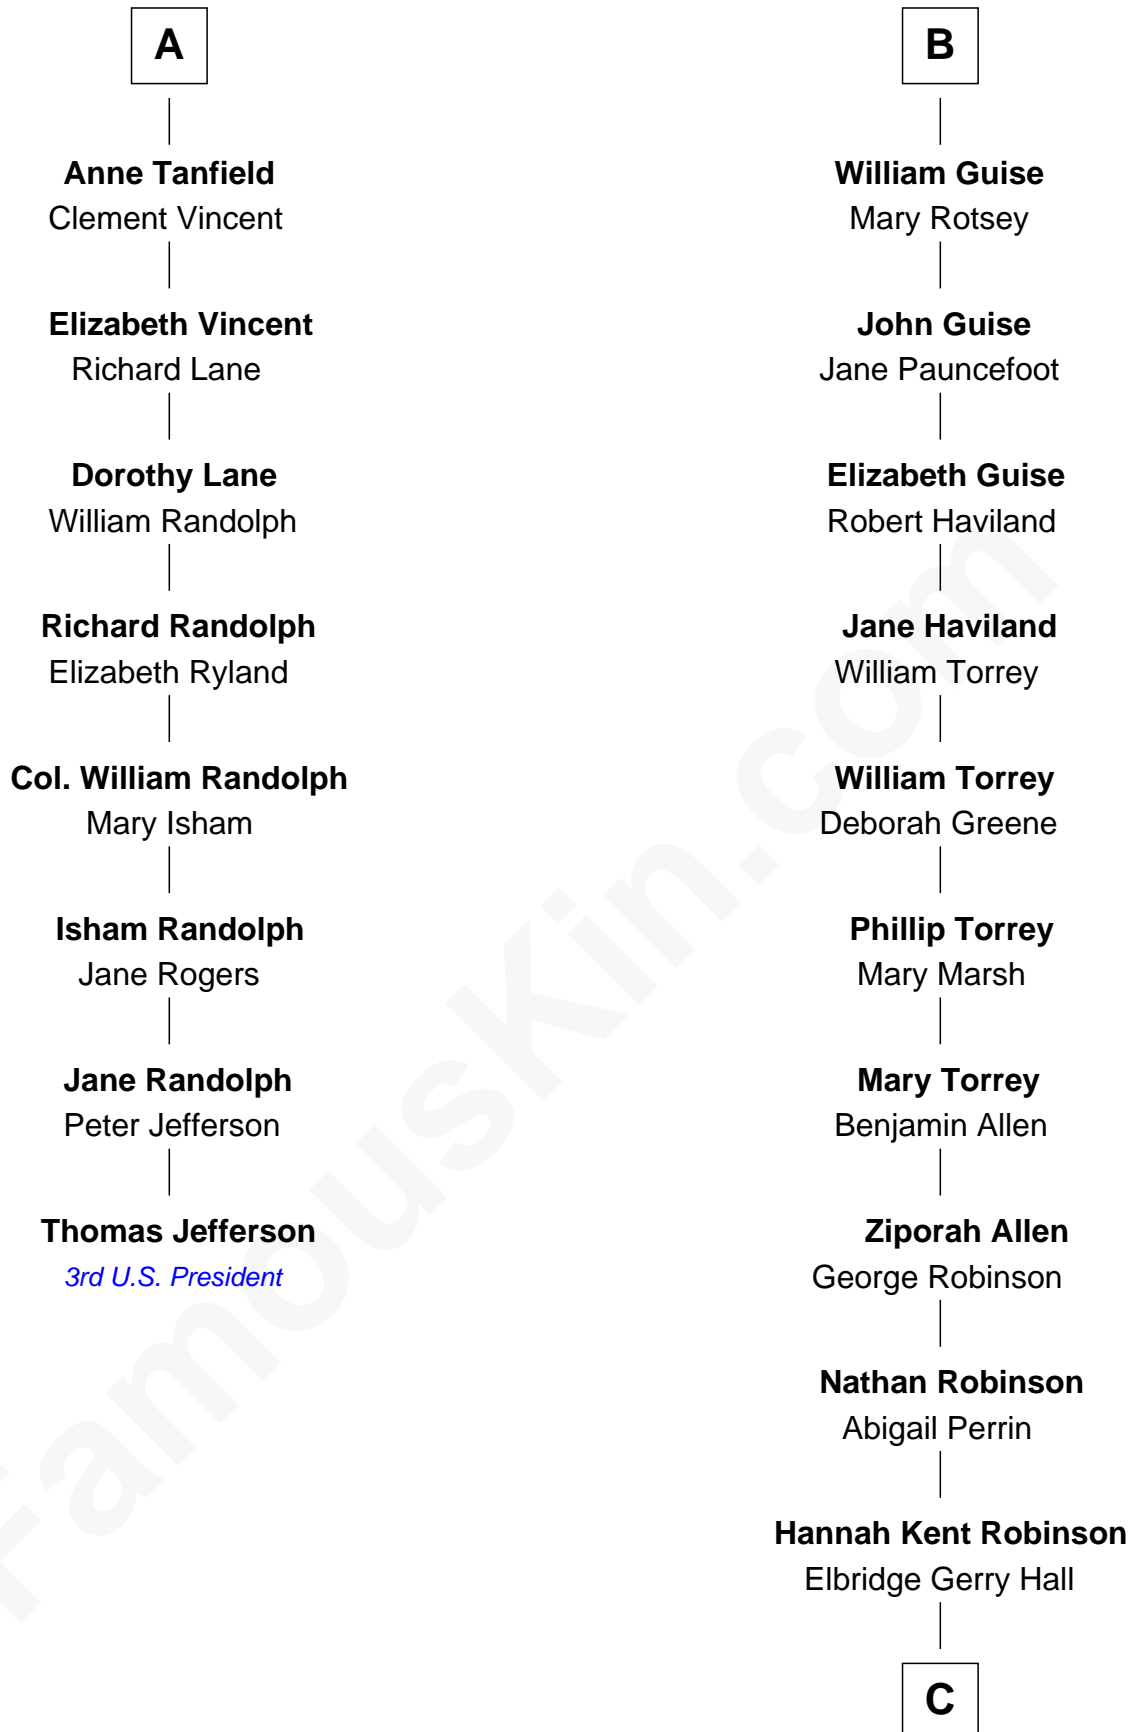 A
Anne Tanfield
Clement Vincent
Elizabeth Vincent
Richard Lane
Dorothy Lane
William Randolph
Richard Randolph
Elizabeth Ryland
Col. William Randolph
Mary Isham
Isham Randolph
Jane Rogers
Jane Randolph
Peter Jefferson
Thomas Jefferson
3rd U.S. President
B
William Guise
Mary Rotsey
John Guise
Jane Pauncefoot
Elizabeth Guise
Robert Haviland
Jane Haviland
William Torrey
William Torrey
Deborah Greene
Phillip Torrey
Mary Marsh
Mary Torrey
Benjamin Allen
Ziporah Allen
George Robinson
Nathan Robinson
Abigail Perrin
Hannah Kent Robinson
Elbridge Gerry Hall
C
FamousKin.com